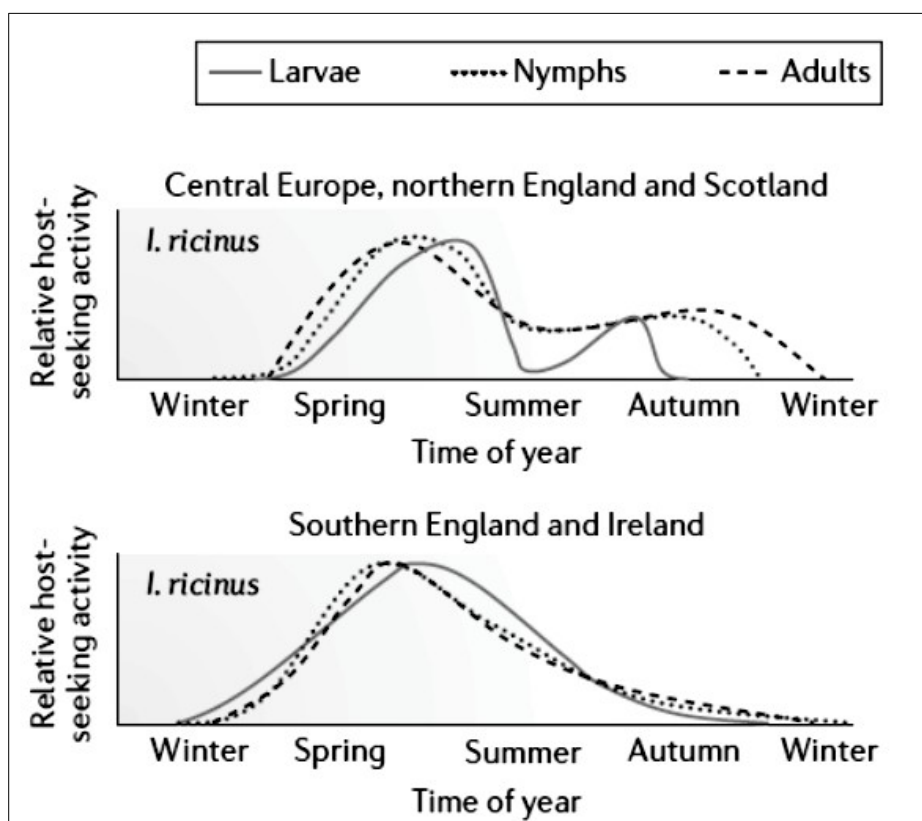 Larvae Nymphs Adults
Central Europe, northern England and Scotland
Relative host-
seeking activity
I. ricinus
Winter Spring Summer Autumn Winter
Time of year
Southern England and Ireland
Relative host-
seeking activity
I. ricinus
Winter Spring Summer Autumn Winter
Time of year